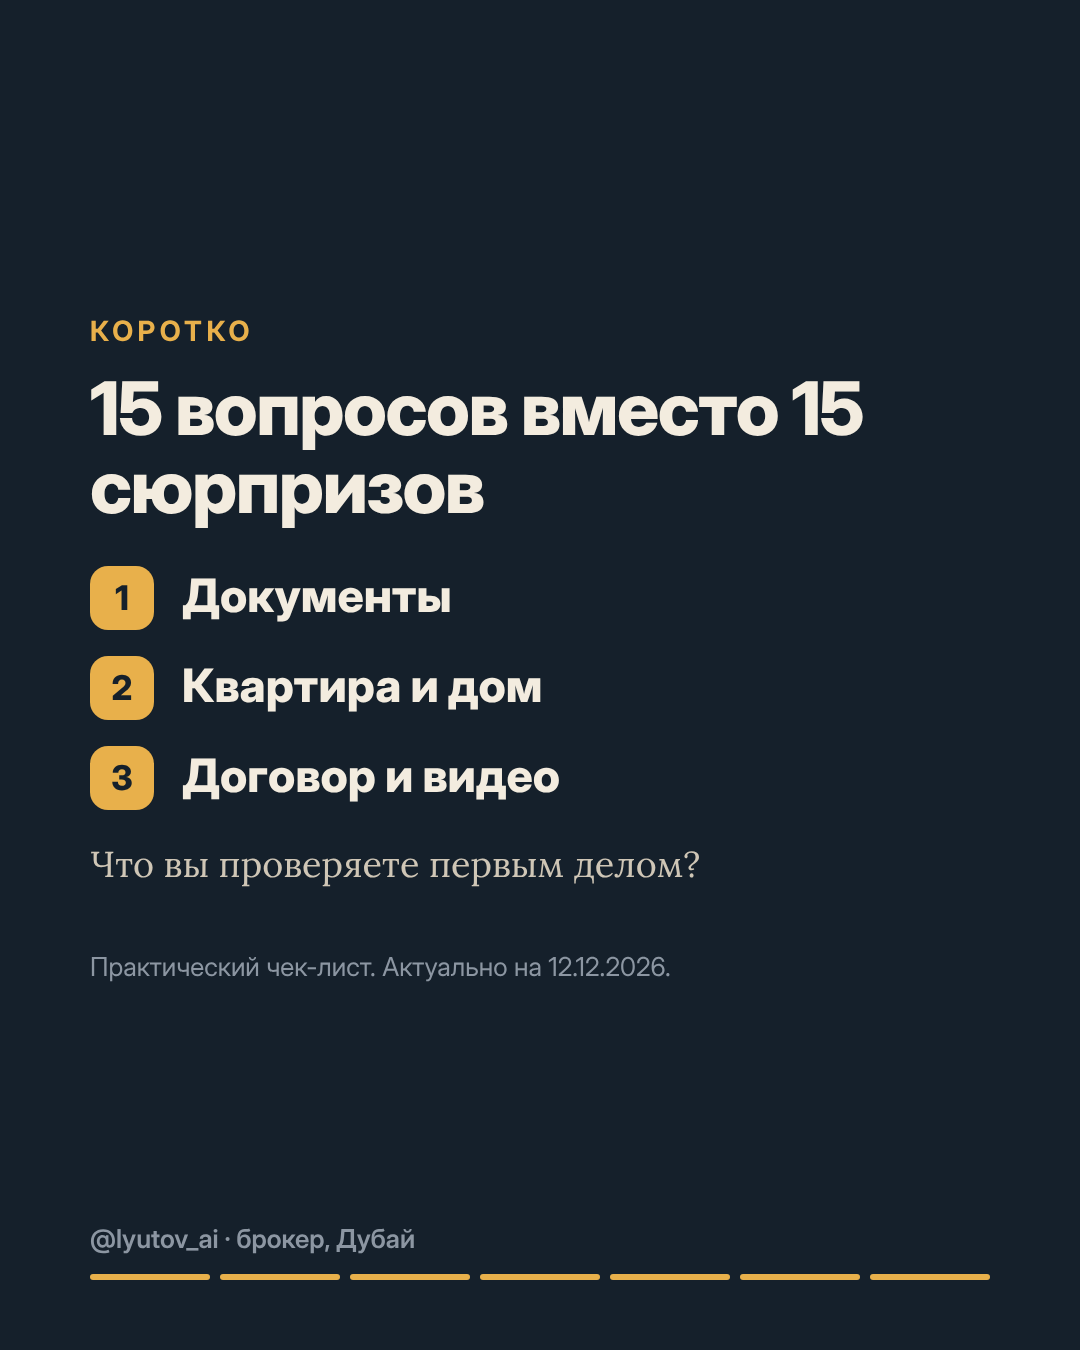 КОРОТКО
15 вопросов вместо 15
сюрпризов
1 Документы
2 Квартира и дом
3 Договор и видео
Что вы проверяете первым делом?
Практический чек-лист. Актуально на 12.12.2026.
@lyutov_ai · брокер, Дубай